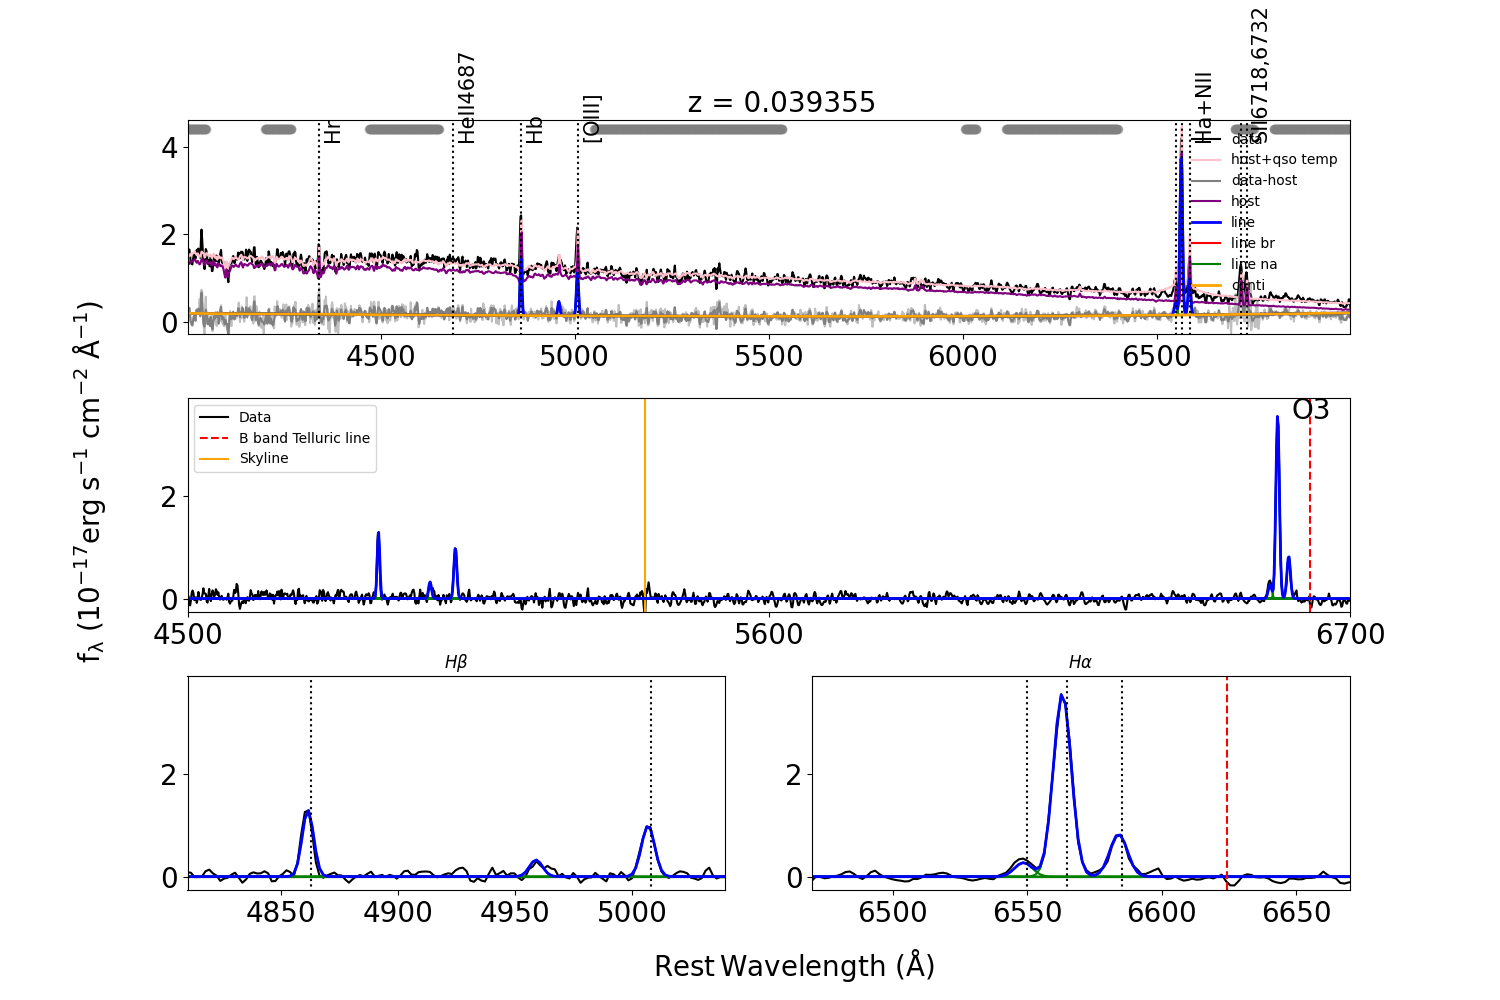 z = 0.039355
Hr
HeII4687
Hb
[OIII]
Ha+NII
SII6718,6732
data
host+qso temp
data-host
host
line
line br
line na
conti
4
2
0
4500
5000
5500
6000
6500
Data
B band Telluric line
Skyline
O3
2
0
4500
5600
6700
Hβ
Hα
2
0
4850
4900
4950
5000
2
0
6500
6550
6600
6650
fλ (10⁻¹⁷erg s⁻¹ cm⁻² Å⁻¹)
Rest Wavelength (Å)